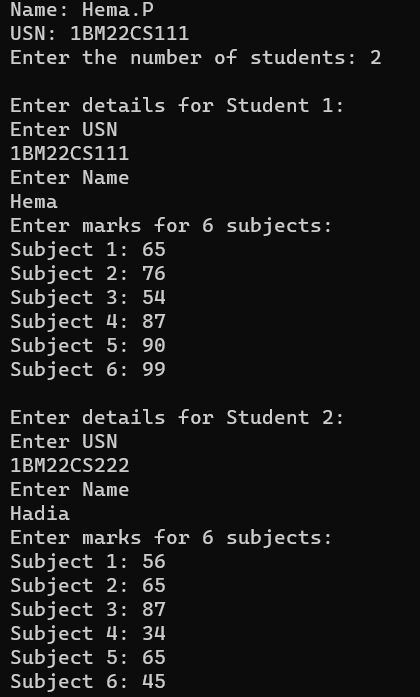 Name: Hema.P
USN: 1BM22CS111
Enter the number of students: 2
Enter details for Student 1:
Enter USN
1BM22CS111
Enter Name
Hema
Enter marks for 6 subjects:
Subject 1: 65
Subject 2: 76
Subject 3: 54
Subject 4: 87
Subject 5: 90
Subject 6: 99
Enter details for Student 2:
Enter USN
1BM22CS222
Enter Name
Hadia
Enter marks for 6 subjects:
Subject 1: 56
Subject 2: 65
Subject 3: 87
Subject 4: 34
Subject 5: 65
Subject 6: 45